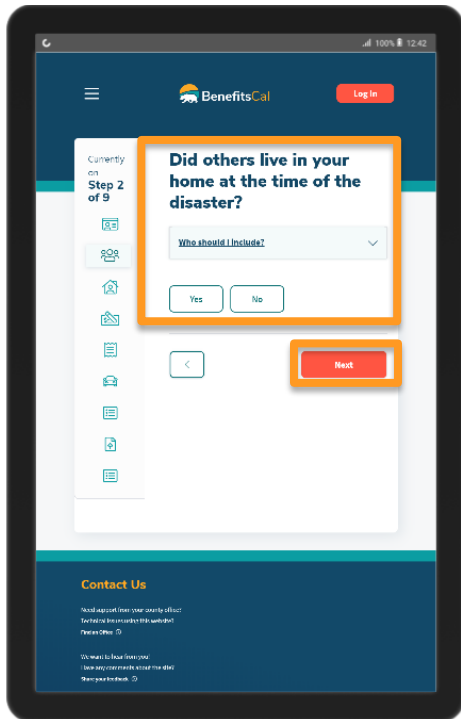 100% 12:42
BenefitsCal
Log In
Currently
on
Step 2
of 9
Did others live in your
home at the time of the
disaster?
Who should I include?
Yes No
Next
Contact Us
Need support from your county office?
Technical issues using this website?
Find an Office
We want to hear from you!
Have any comments about the site?
Share your feedback